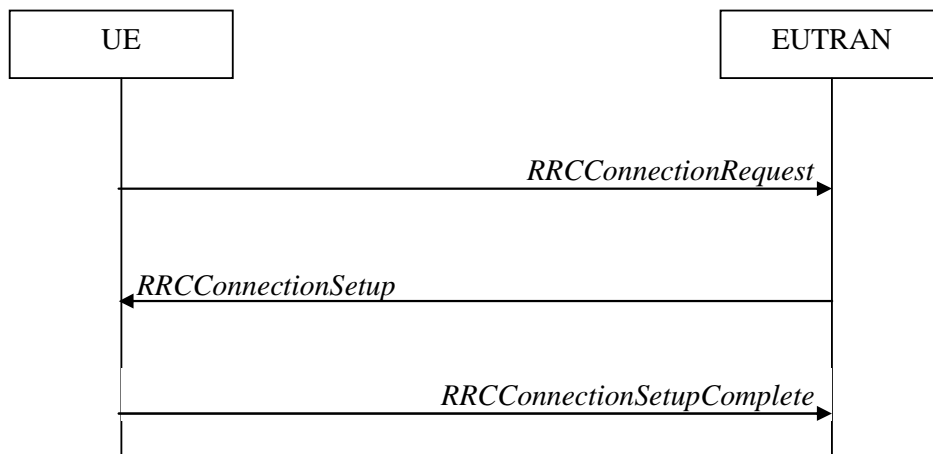 UE
EUTRAN
RRCConnectionRequest
RRCConnectionSetup
RRCConnectionSetupComplete